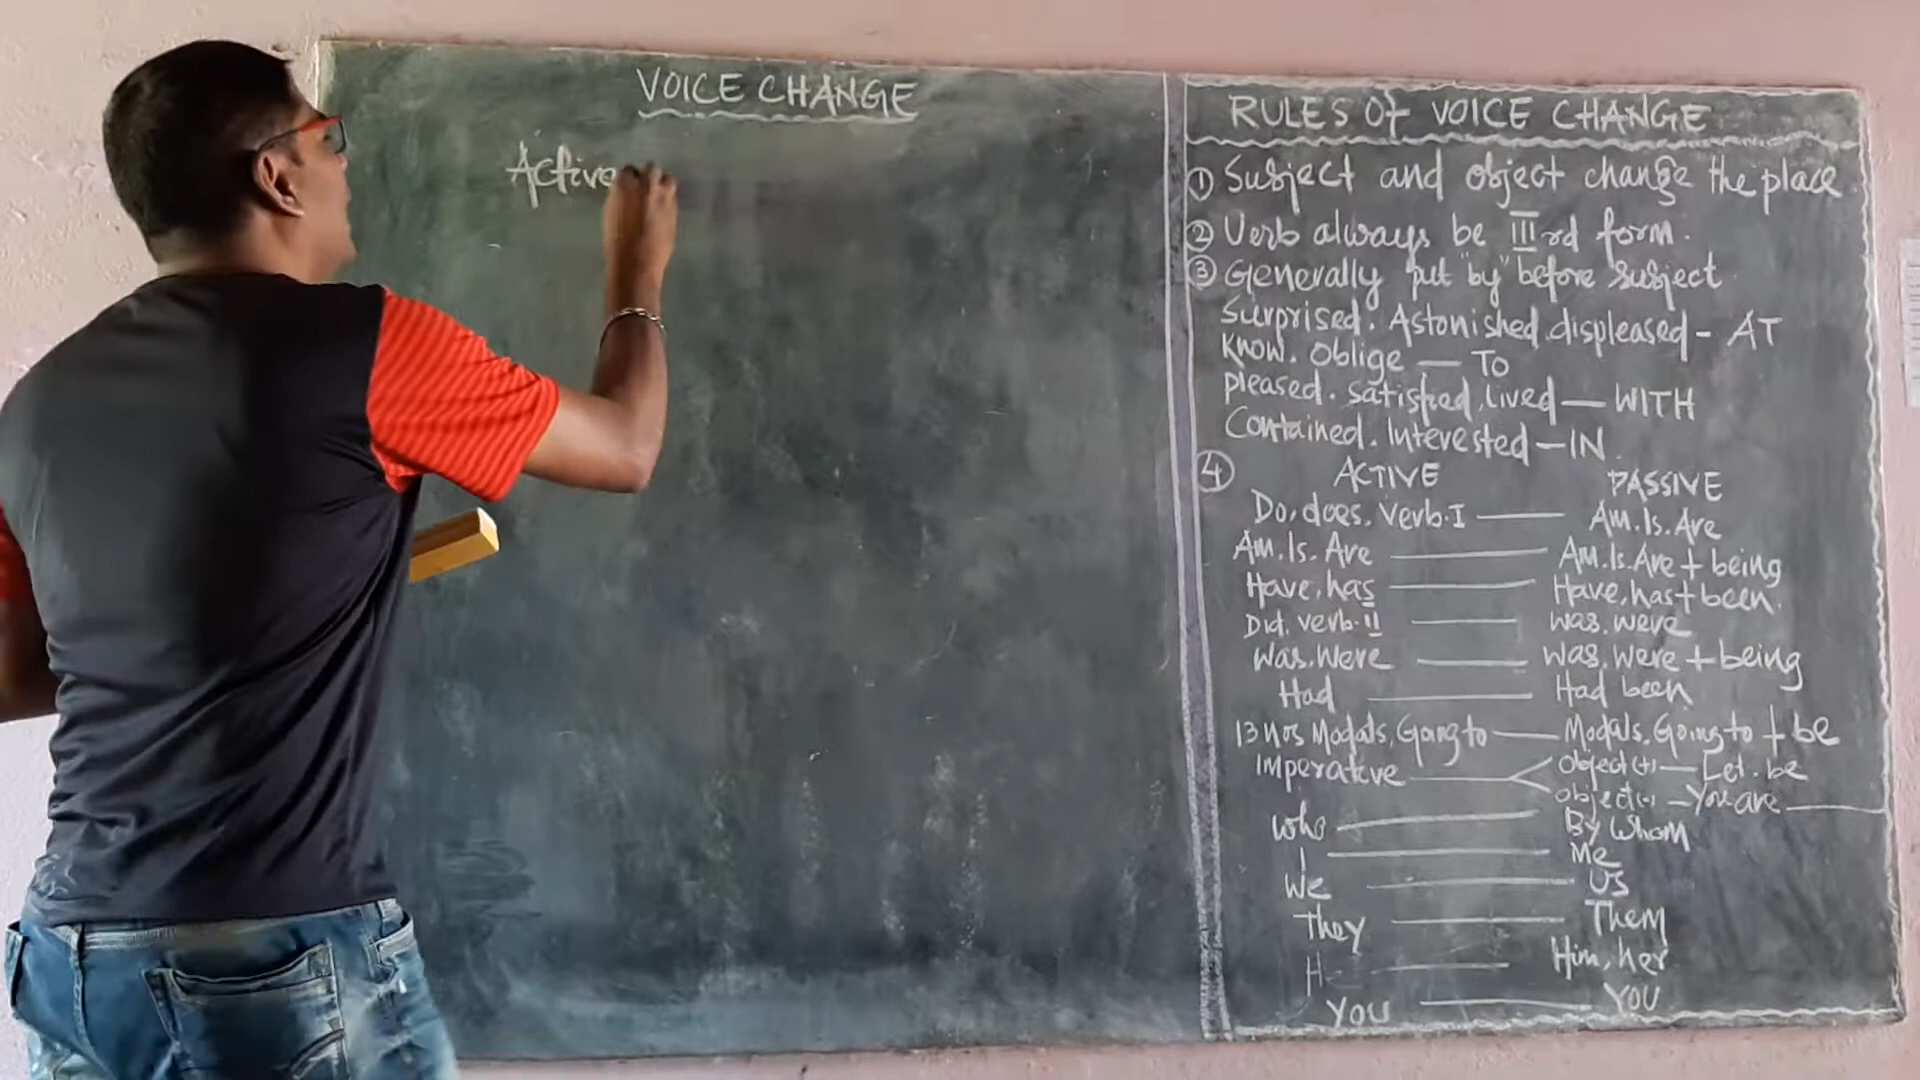 VOICE CHANGE
Active
RULES Of VOICE CHANGE
① Subject and object change the place.
② Verb always be IIIrd form.
③ Generally put "by" before subject
Surprised. Astonished. displeased - AT
Know. Oblige — To
pleased. satisfied, Lived — WITH
Contained. Interested — IN.
④ ACTIVE PASSIVE
Do, does, Verb.I — Am. Is. Are
Am. Is. Are — Am. Is. Are + being
Have, has — Have, has + been.
Did, verb.II — was. were
Was. Were — was. were + being
Had — Had been
13 nos Modals, Going to — Modals. Going to + be
Imperative — Object(+) — Let. be
object(-) — You are —
Who — By Whom
I — Me
We — US
They — Them
H — Him, her
YOU — YOU